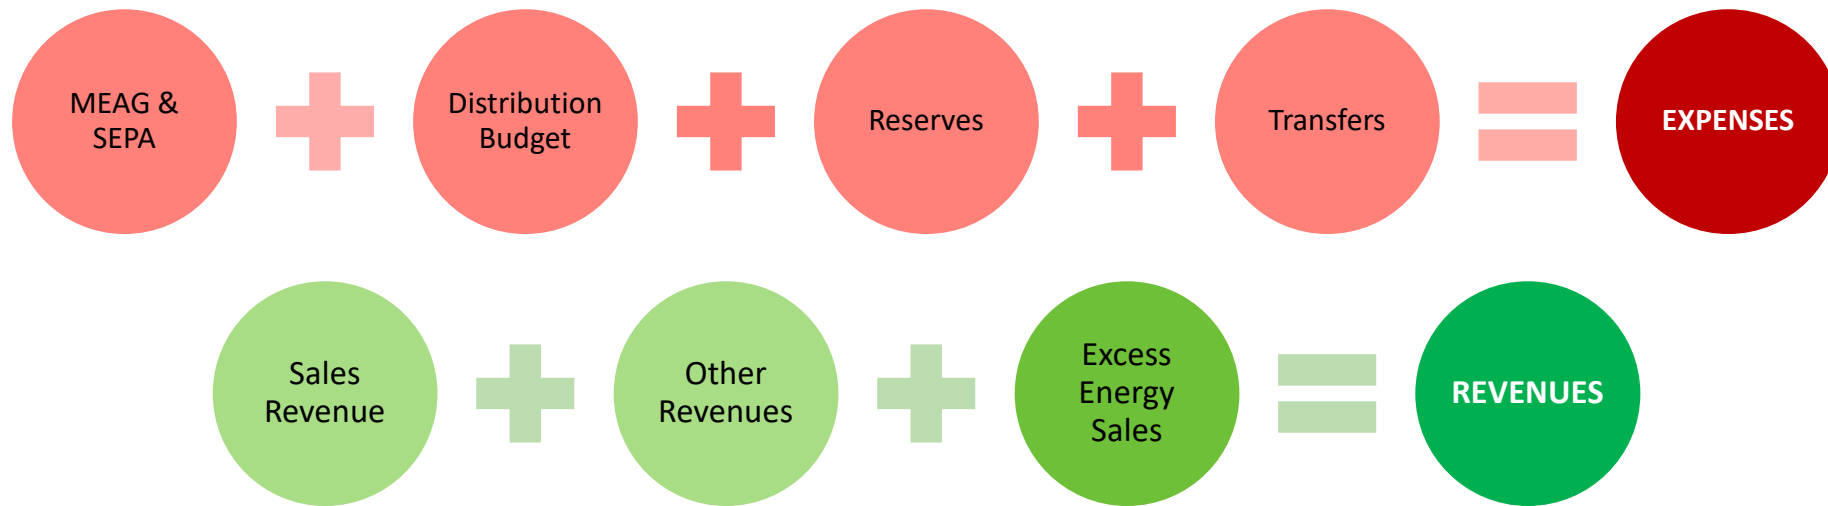 MEAG &
SEPA
Distribution
Budget
Reserves
Transfers
EXPENSES
Sales
Revenue
Other
Revenues
Excess
Energy
Sales
REVENUES